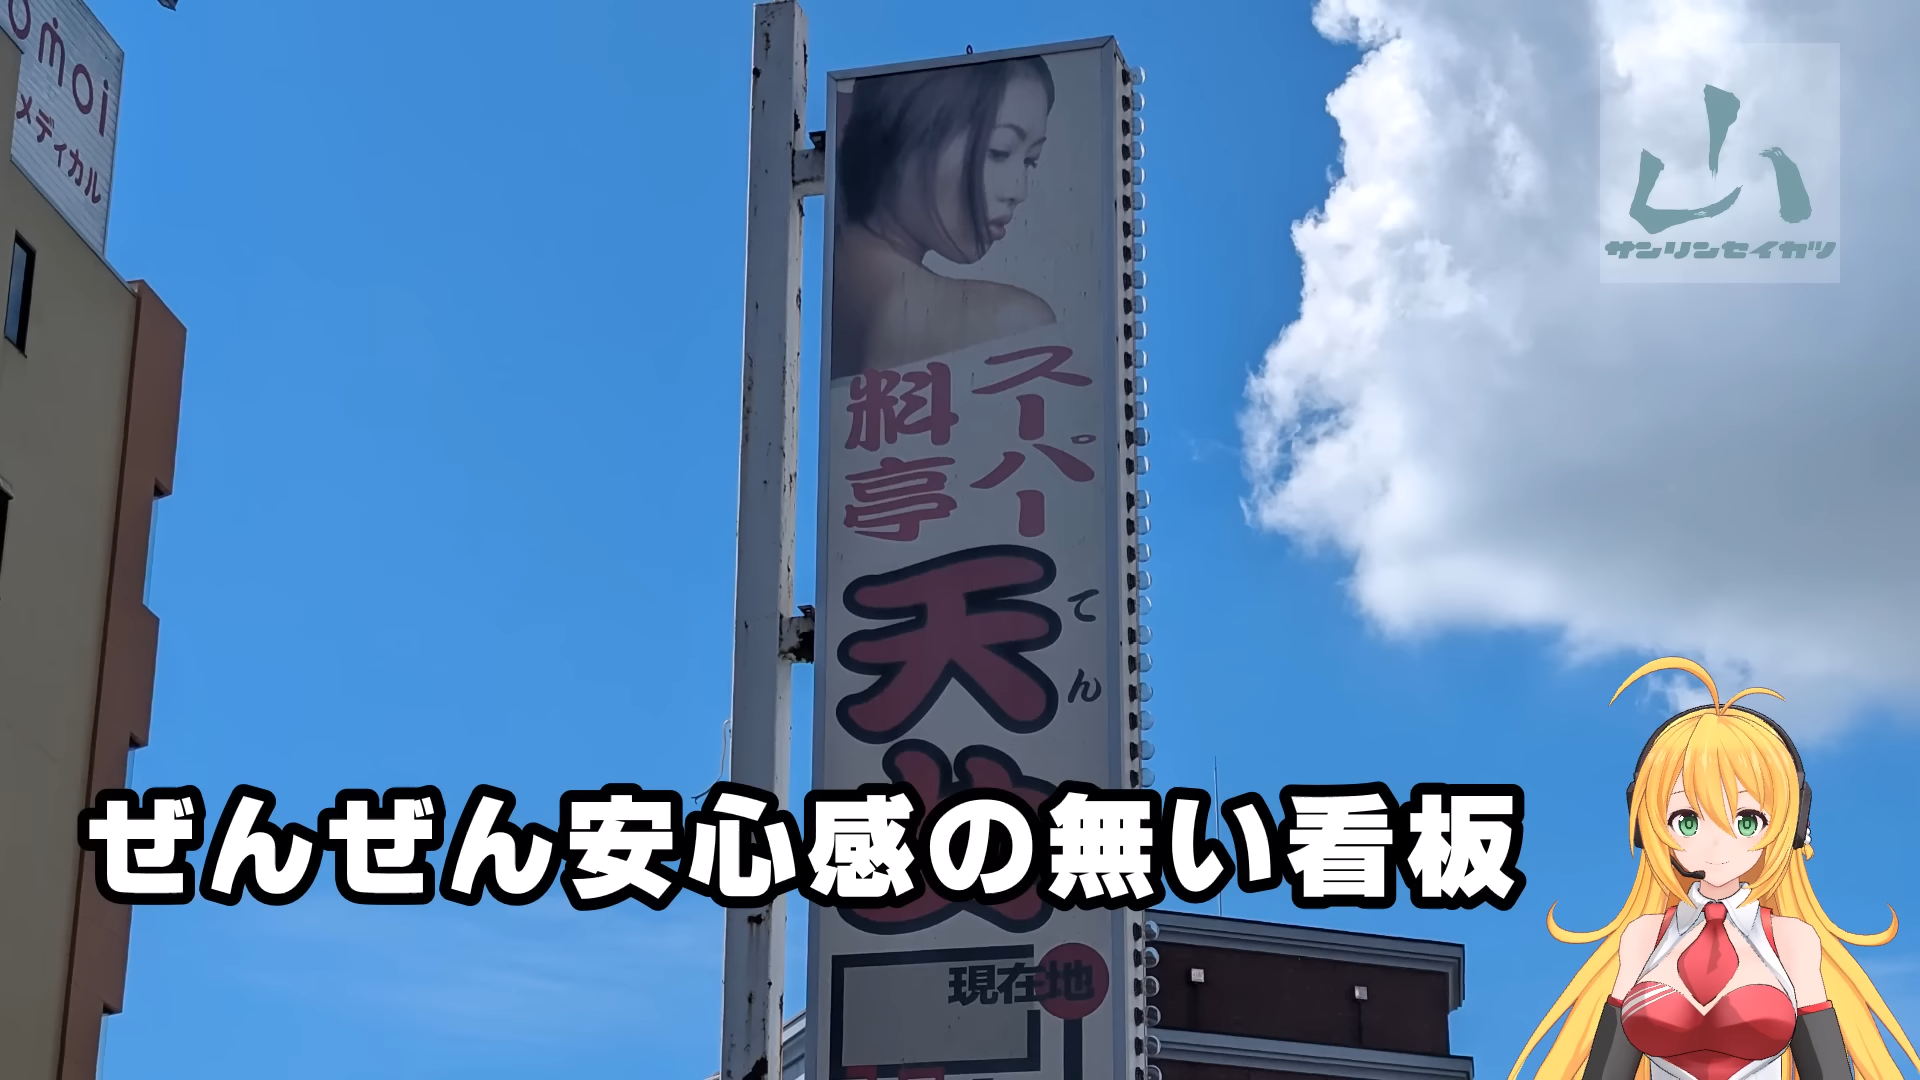 omoi
メディカル
スーパー
料亭
天
てん
現在地
サンリンセイカツ
山
ぜんぜん安心感の無い看板